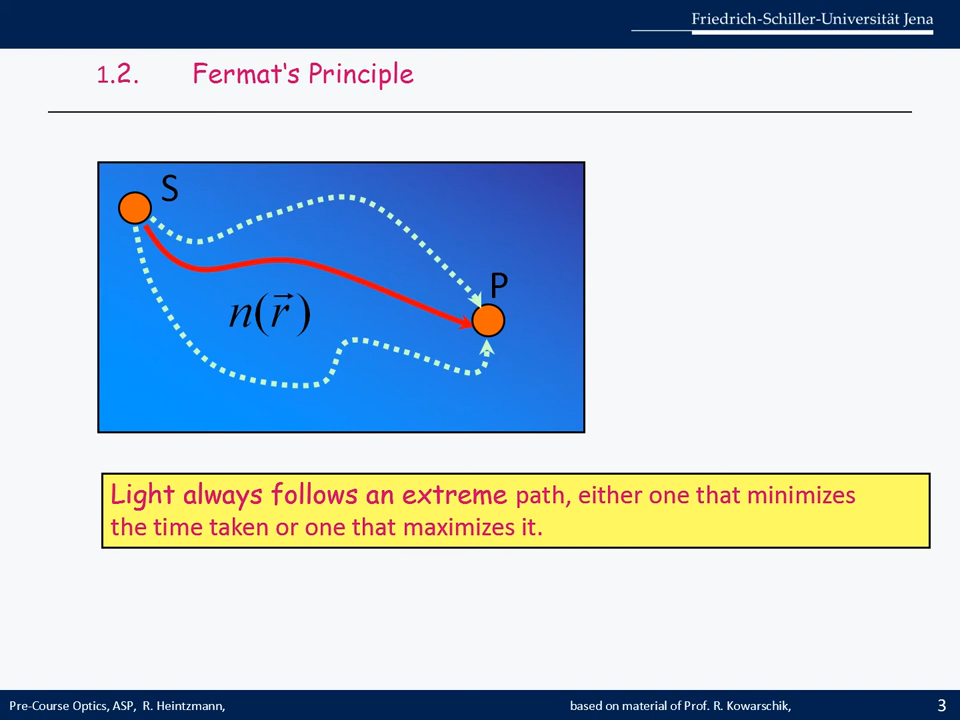 Friedrich-Schiller-Universität Jena
1.2. Fermat's Principle
S
P
n(r⃗)
Light always follows an extreme path, either one that minimizes
the time taken or one that maximizes it.
Pre-Course Optics, ASP, R. Heintzmann, based on material of Prof. R. Kowarschik, 3